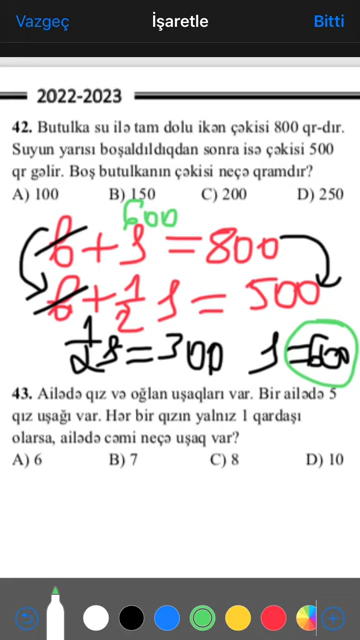 Vazgeç İşaretle Bitti
2022-2023
42. Butulka su ilə tam dolu ikən çəkisi 800 qr-dır.
Suyun yarısı boşaldıldıqdan sonra isə çəkisi 500
qr gəlir. Boş butulkanın çəkisi neçə qramdır?
A) 100 B) 150 C) 200 D) 250
600
b + s = 800
b + 1/2 s = 500
1/2 s = 300 s = 600
43. Ailədə qız və oğlan uşaqları var. Bir ailədə 5
qız uşağı var. Hər bir qızın yalnız 1 qardaşı
olarsa, ailədə cəmi neçə uşaq var?
A) 6 B) 7 C) 8 D) 10